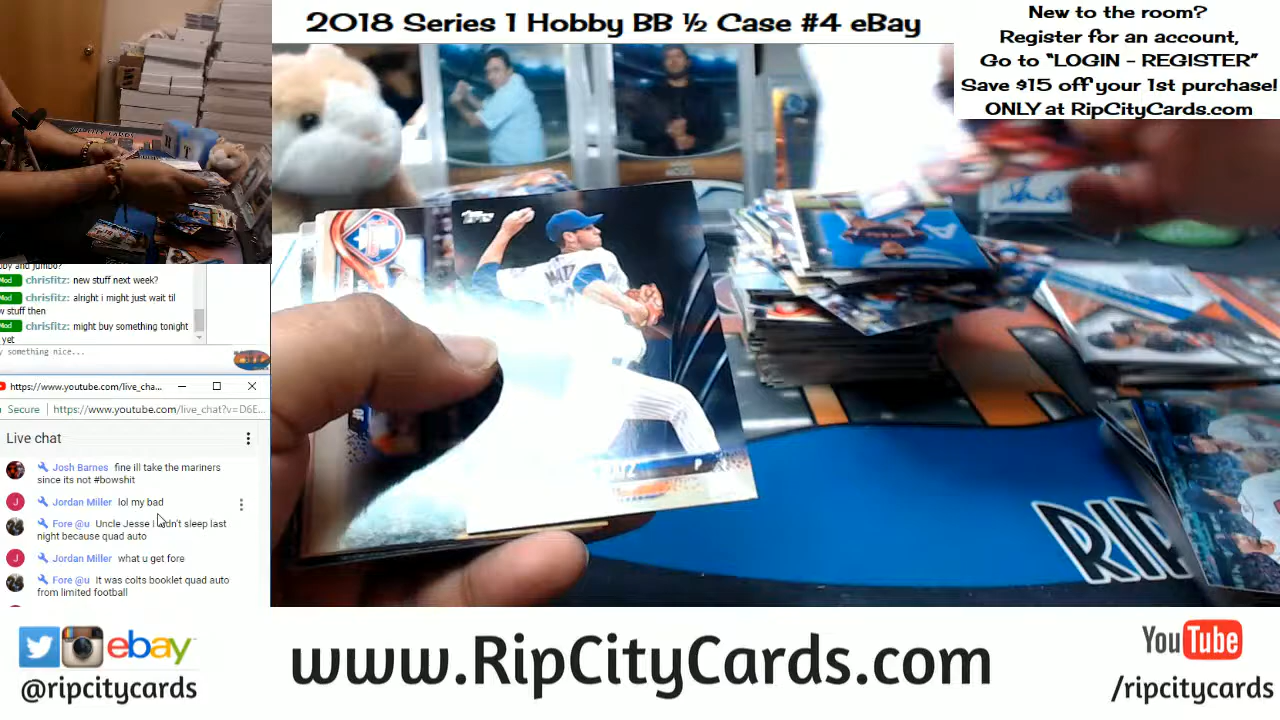 2018 Series 1 Hobby BB ½ Case #4 eBay
New to the room?
Register for an account,
Go to “LOGIN - REGISTER”
Save $15 off your 1st purchase!
ONLY at RipCityCards.com
chrisfitz: new stuff next week?
chrisfitz: alright i might just wait til
stuff then
chrisfitz: might buy something tonight
yet
something nice...
https://www.youtube.com/live_cha...
Secure https://www.youtube.com/live_chat?v=D6E...
Live chat
Josh Barnes fine ill take the mariners
since its not #bowshit
Jordan Miller lol my bad
Fore @u Uncle Jesse
night because quad auto
Jordan Miller what u get fore
Fore @u It was colts booklet quad auto
from limited football
RIP
ebay
@ripcitycards
www.RipCityCards.com
YouTube
/ripcitycards